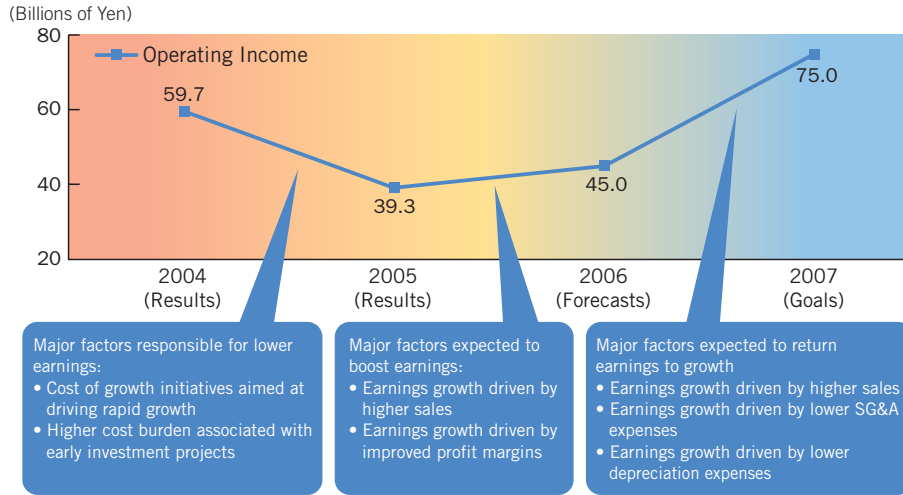 (Billions of Yen)
80
60
40
20
Operating Income
59.7
39.3
45.0
75.0
2004
(Results)
2005
(Results)
2006
(Forecasts)
2007
(Goals)
Major factors responsible for lower
earnings:
• Cost of growth initiatives aimed at
driving rapid growth
• Higher cost burden associated with
early investment projects
Major factors expected to
boost earnings:
• Earnings growth driven by
higher sales
• Earnings growth driven by
improved profit margins
Major factors expected to return
earnings to growth
• Earnings growth driven by higher sales
• Earnings growth driven by lower SG&A
expenses
• Earnings growth driven by lower
depreciation expenses